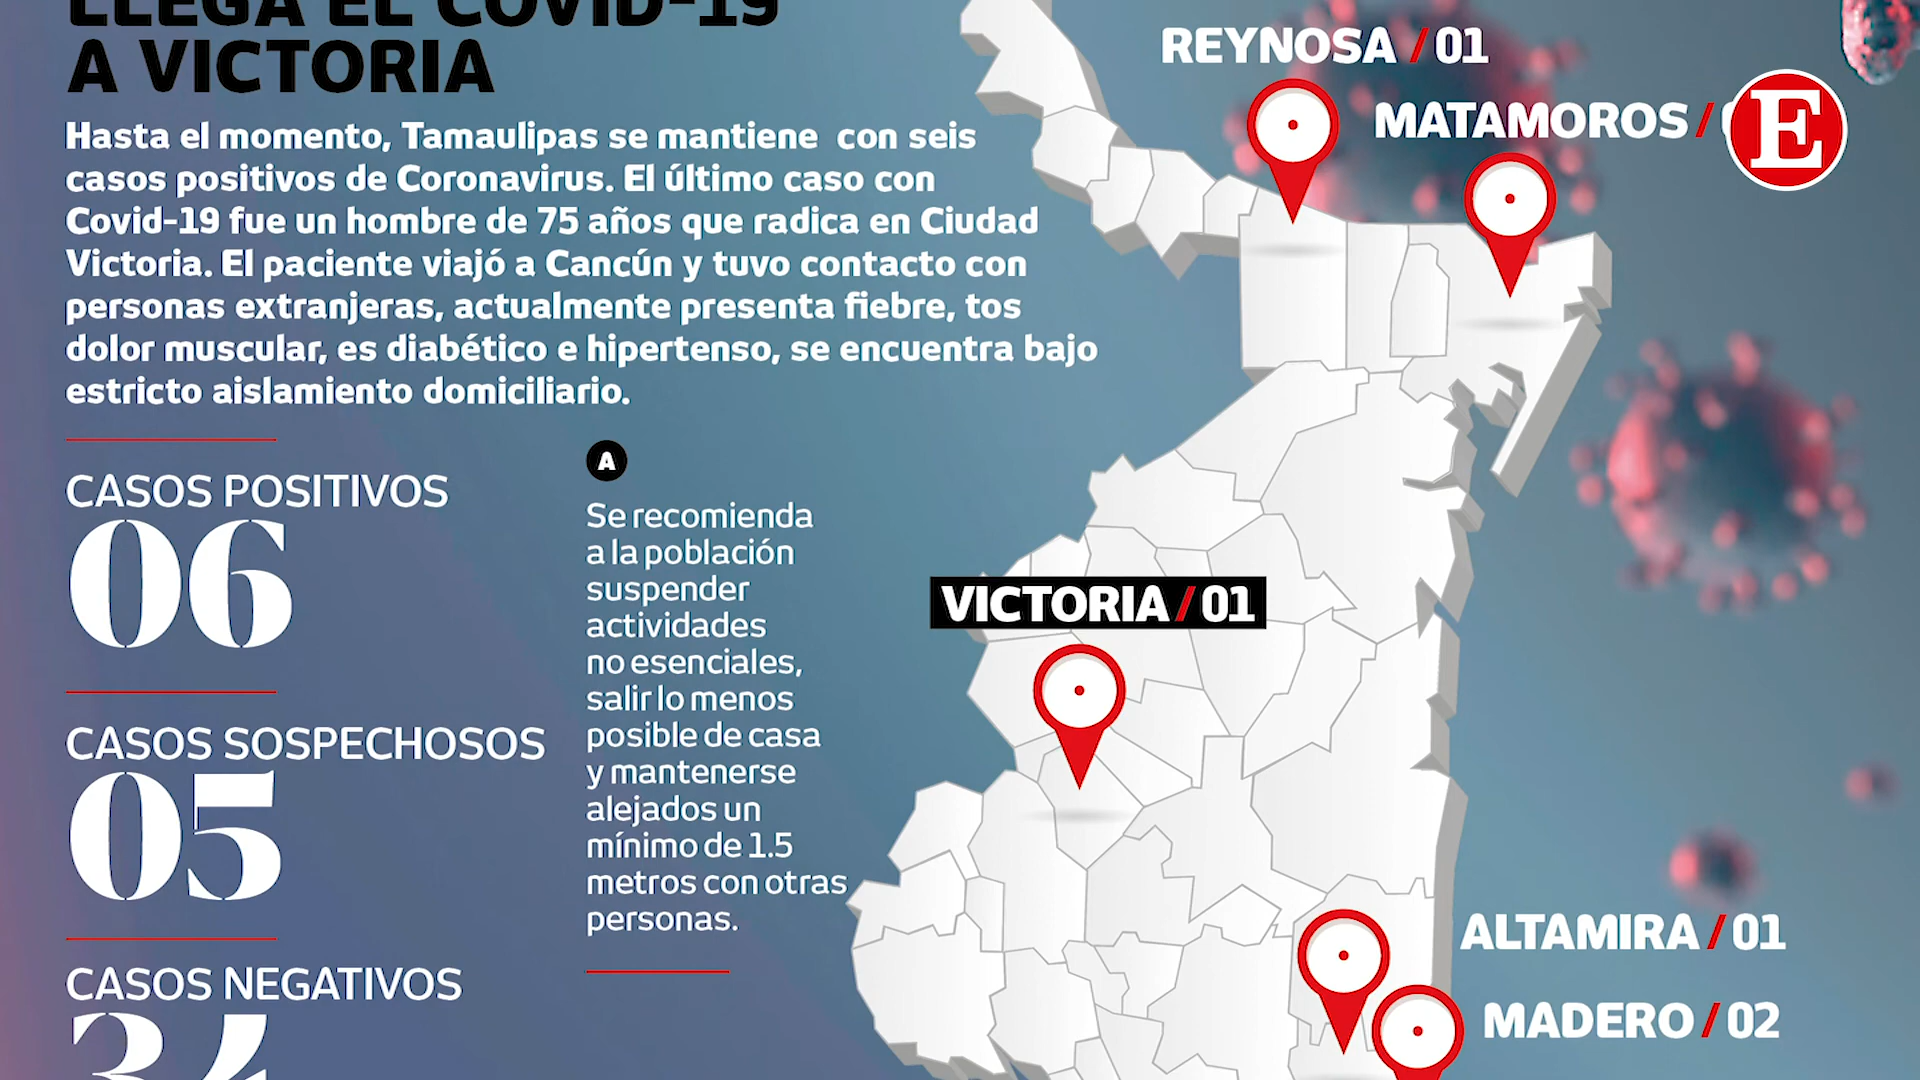 LLEGA EL COVID-19
A VICTORIA
Hasta el momento, Tamaulipas se mantiene con seis
casos positivos de Coronavirus. El último caso con
Covid-19 fue un hombre de 75 años que radica en Ciudad
Victoria. El paciente viajó a Cancún y tuvo contacto con
personas extranjeras, actualmente presenta fiebre, tos
dolor muscular, es diabético e hipertenso, se encuentra bajo
estricto aislamiento domiciliario.
CASOS POSITIVOS
06
CASOS SOSPECHOSOS
05
CASOS NEGATIVOS
A
Se recomienda
a la población
suspender
actividades
no esenciales,
salir lo menos
posible de casa
y mantenerse
alejados un
mínimo de 1.5
metros con otras
personas.
REYNOSA / 01
MATAMOROS /
E
VICTORIA / 01
ALTAMIRA / 01
MADERO / 02